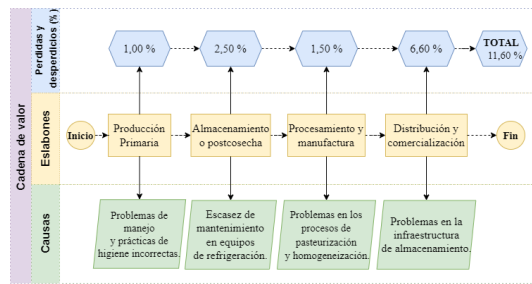 Cadena de valor
Perdidas y
desperdicios (%)
1,00 %
2,50 %
1,50 %
6,60 %
TOTAL
11,60 %
Eslabones
Inicio
Producción
Primaria
Almacenamiento
o postcosecha
Procesamiento y
manufactura
Distribución y
comercialización
Fin
Causas
Problemas de
manejo
y prácticas de
higiene incorrectas.
Escasez de
mantenimiento
en equipos
de refrigeración.
Problemas en los
procesos de
pasteurización
y homogeneización.
Problemas en la
infraestructura
de almacenamiento.